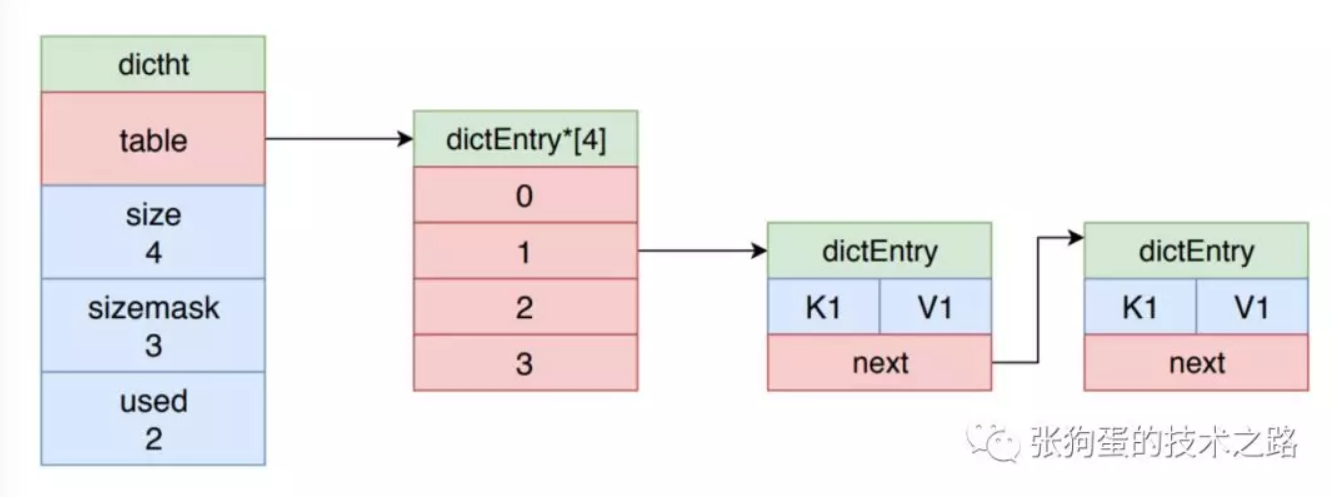 dictht
table
size
4
sizemask
3
used
2
dictEntry*[4]
0
1
2
3
dictEntry
K1 V1
next
dictEntry
K1 V1
next
张狗蛋的技术之路